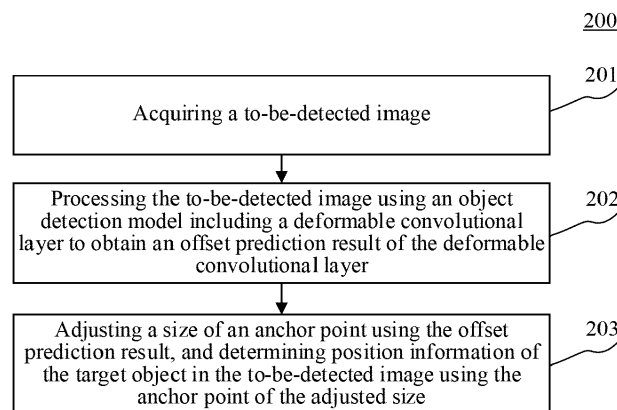 200
201
Acquiring a to-be-detected image
202
Processing the to-be-detected image using an object
detection model including a deformable convolutional
layer to obtain an offset prediction result of the deformable
convolutional layer
203
Adjusting a size of an anchor point using the offset
prediction result, and determining position information of
the target object in the to-be-detected image using the
anchor point of the adjusted size